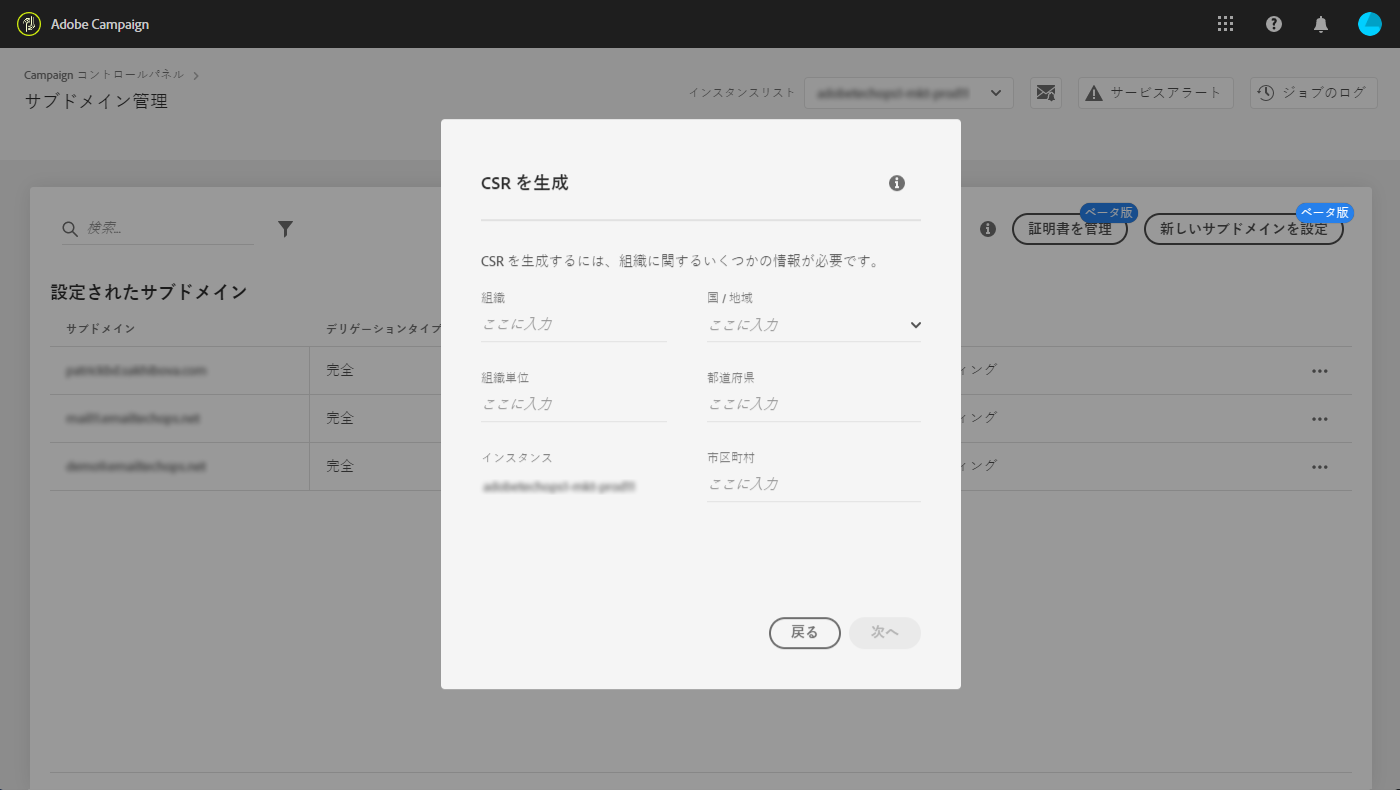 Adobe Campaign
Campaign コントロールパネル
サブドメイン管理
インスタンスリスト
サービスアラート
ジョブのログ
CSR を生成
検索...
証明書を管理
ベータ版
新しいサブドメインを設定
ベータ版
CSR を生成するには、組織に関するいくつかの情報が必要です。
設定されたサブドメイン
サブドメイン
デリゲーションタイプ
組織
ここに入力
国 / 地域
ここに入力
完全
ィング
組織単位
ここに入力
都道府県
ここに入力
完全
ィング
インスタンス
市区町村
ここに入力
完全
ィング
戻る
次へ